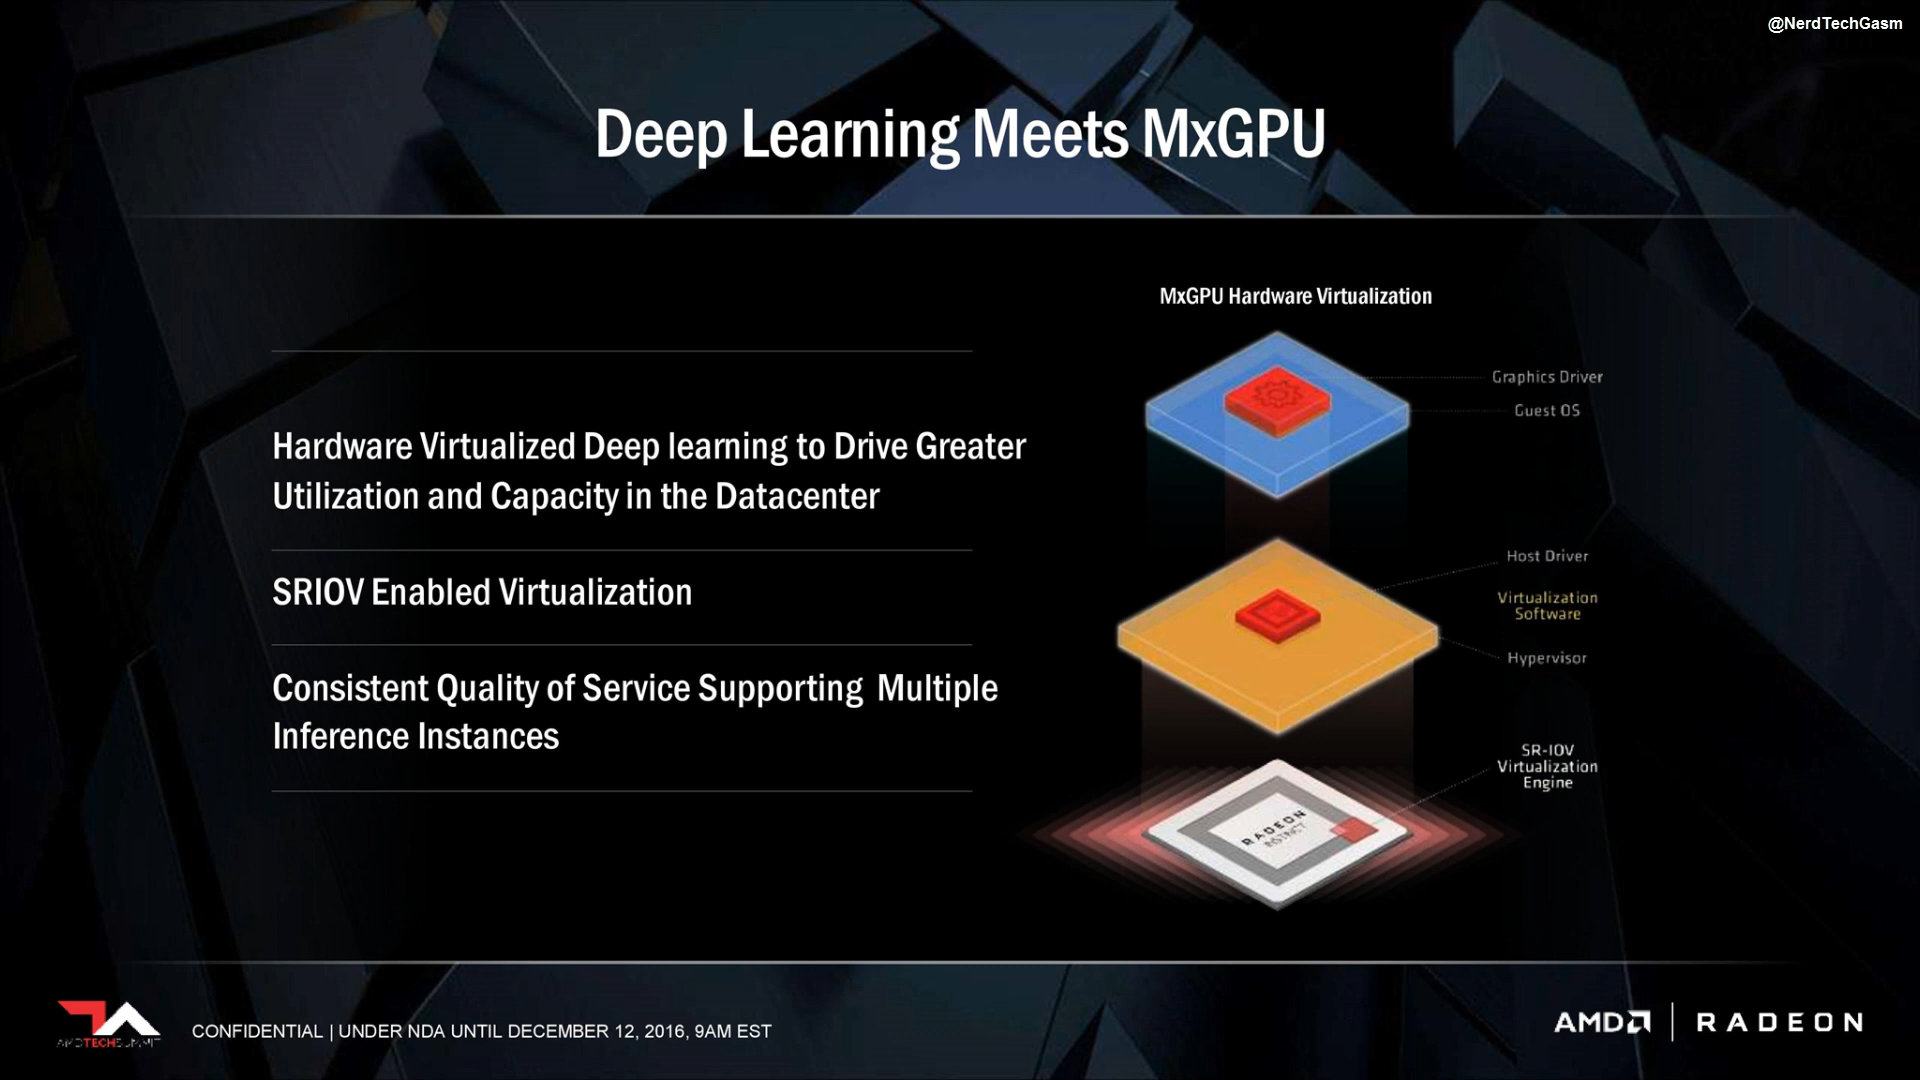 @NerdTechGasm
Deep Learning Meets MxGPU
Hardware Virtualized Deep learning to Drive Greater
Utilization and Capacity in the Datacenter
SRIOV Enabled Virtualization
Consistent Quality of Service Supporting Multiple
Inference Instances
MxGPU Hardware Virtualization
Graphics Driver
Guest OS
Host Driver
Virtualization
Software
Hypervisor
SR-IOV
Virtualization
Engine
RADEON
INSTINCT
AMDTECHSUMMIT
CONFIDENTIAL | UNDER NDA UNTIL DECEMBER 12, 2016, 9AM EST
AMD
RADEON